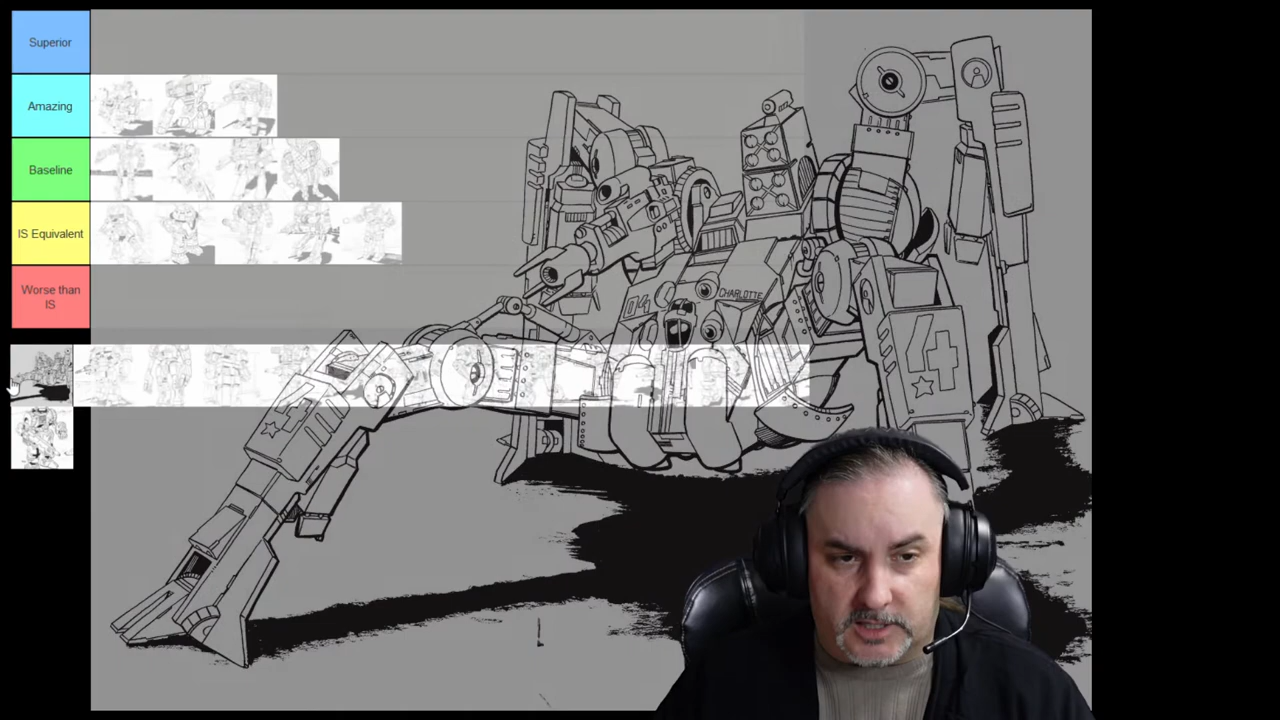 Superior
Amazing
Baseline
IS Equivalent
Worse than
IS
04
CHARLOTTE
4